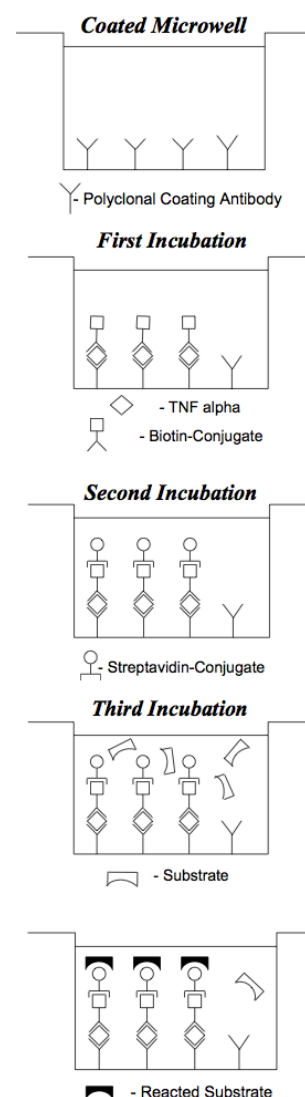 Coated Microwell
- Polyclonal Coating Antibody
First Incubation
- TNF alpha
- Biotin-Conjugate
Second Incubation
- Streptavidin-Conjugate
Third Incubation
- Substrate
- Reacted Substrate